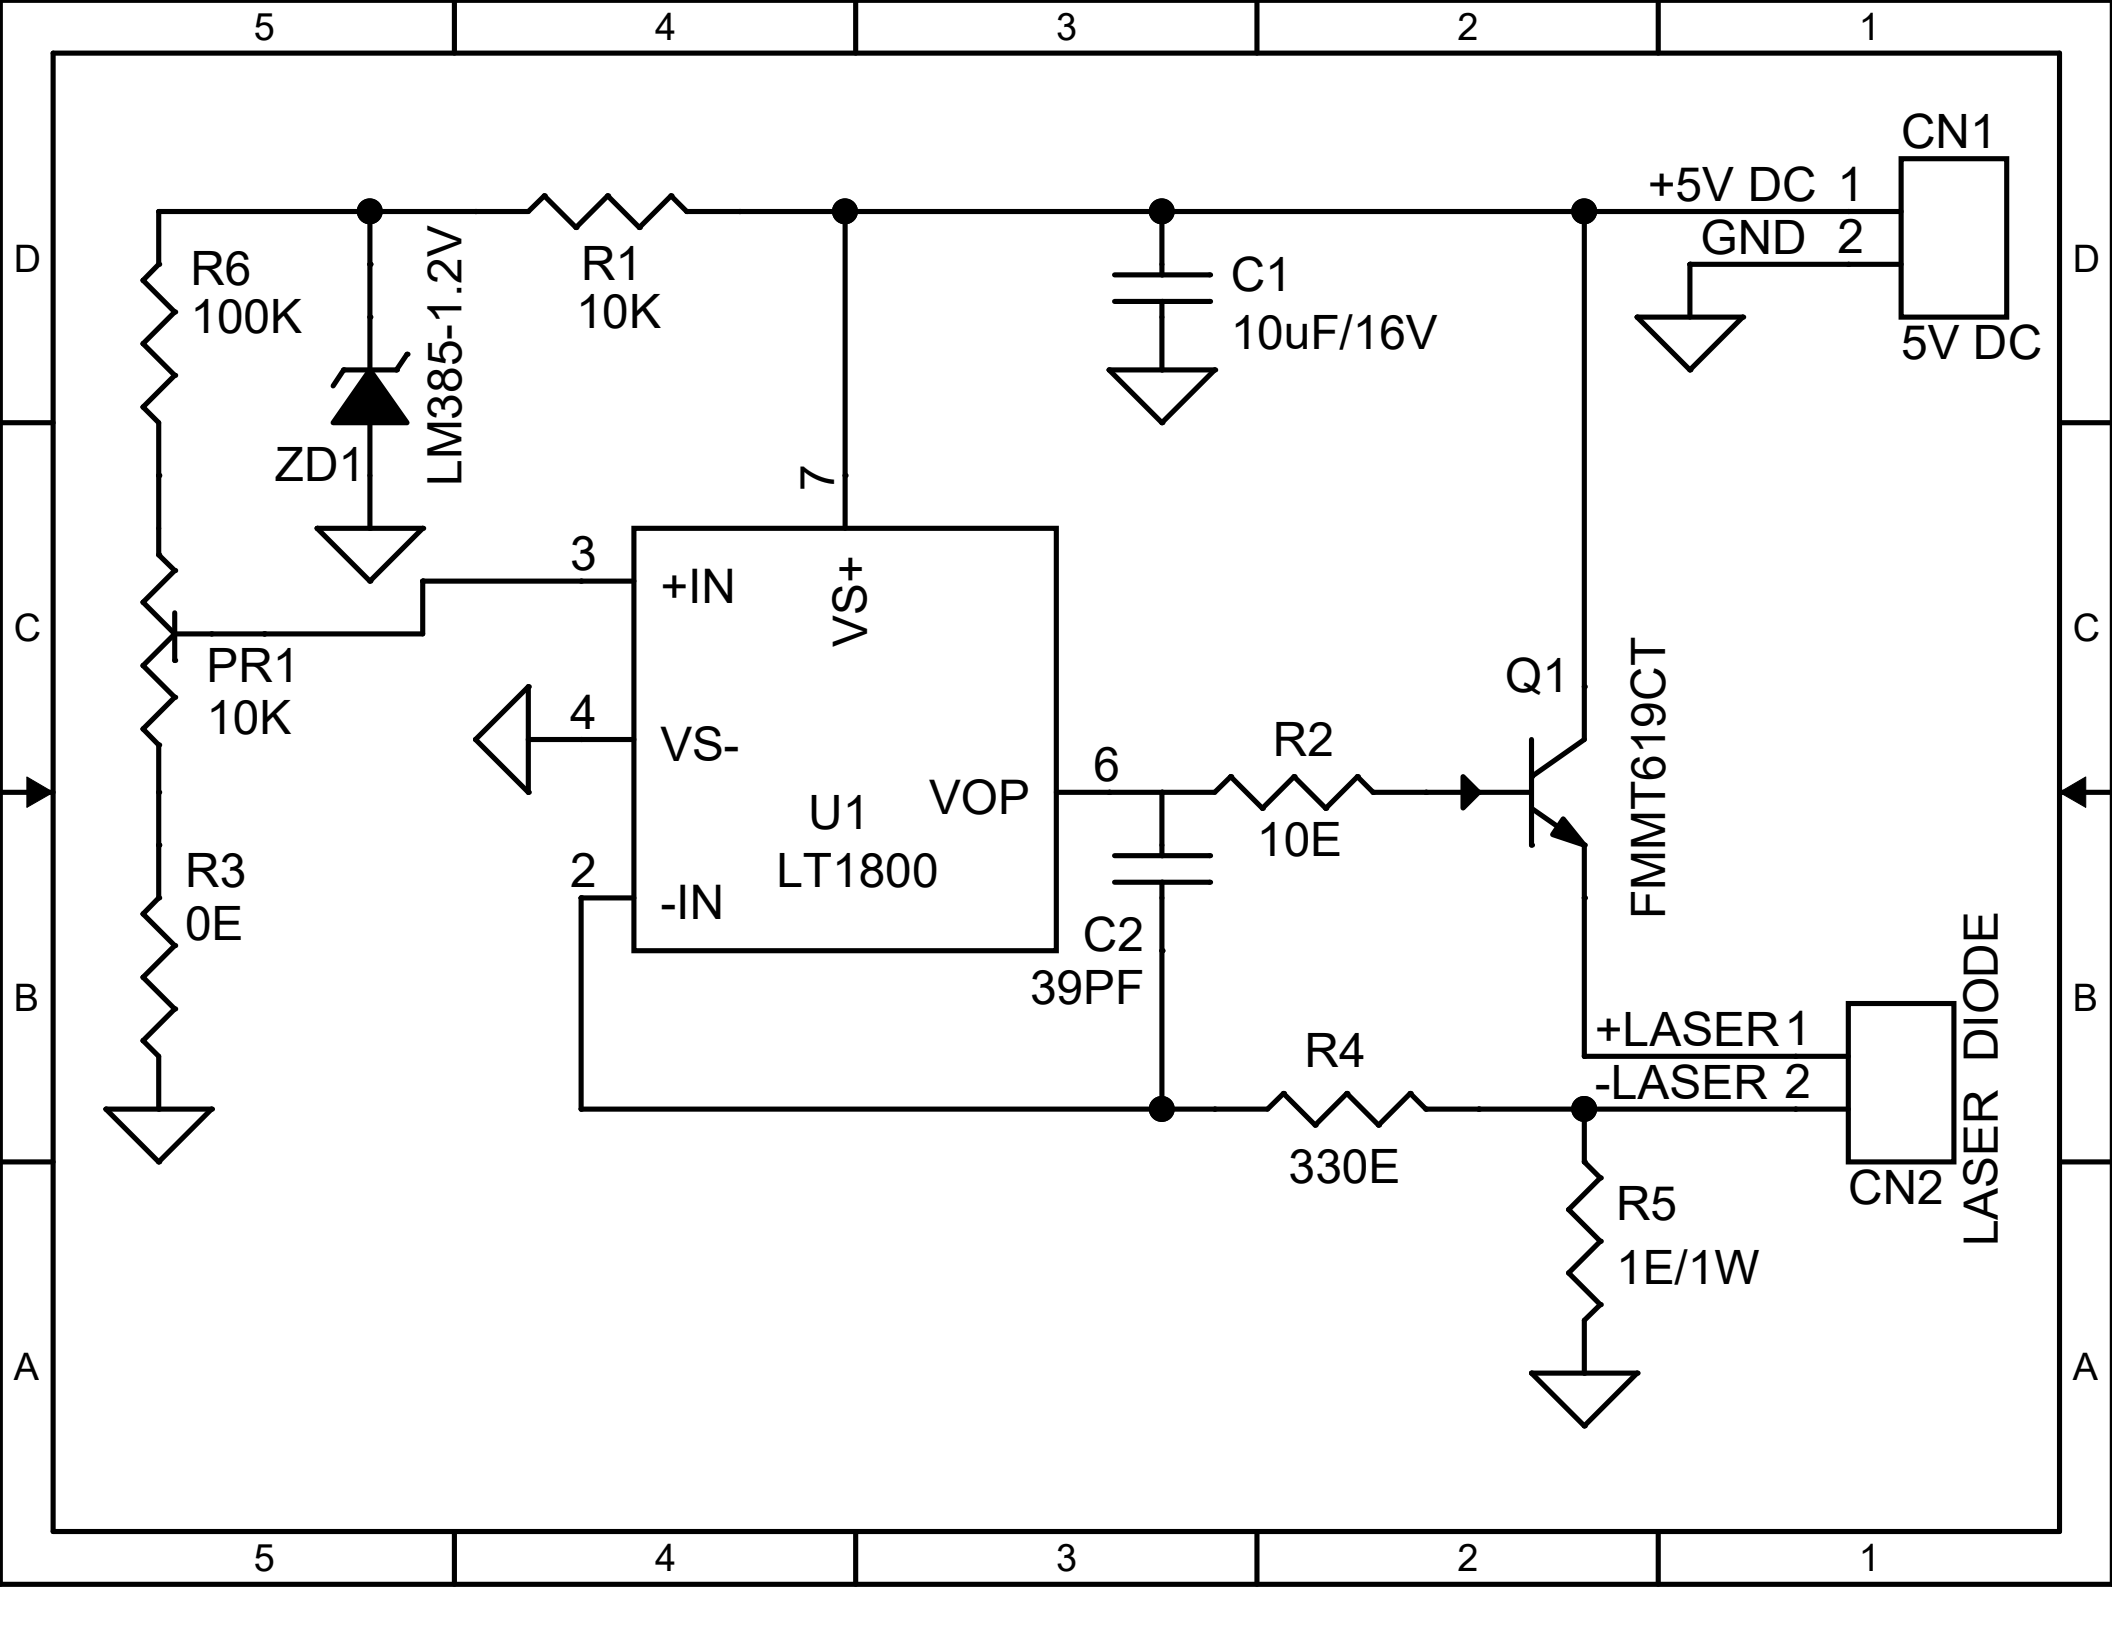 5 4 3 2 1
CN1
+5V DC 1
GND 2
5V DC
D
D
R6
100K
LM385-1.2V
ZD1
R1
10K
C1
10uF/16V
7
3
+IN
VS+
C
C
PR1
10K
4
VS-
Q1
FMMT619CT
R2
10E
6
VOP
U1
LT1800
2
-IN
R3
0E
C2
39PF
B
B
+LASER 1
-LASER 2
LASER DIODE
CN2
R4
330E
R5
1E/1W
A
A
5 4 3 2 1